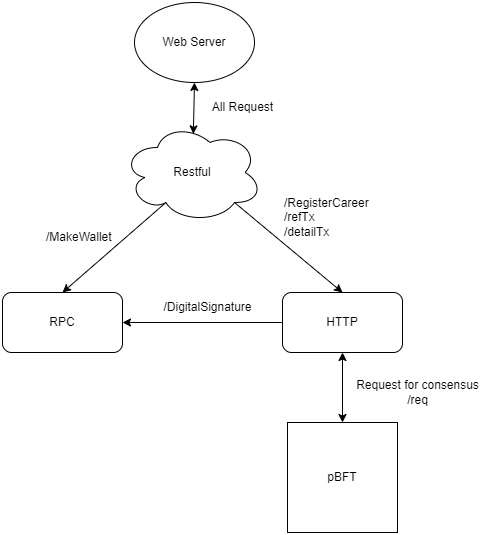 Web Server
All Request
Restful
/RegisterCareer
/refTx
/detailTx
/MakeWallet
/DigitalSignature
RPC
HTTP
Request for consensus
/req
pBFT